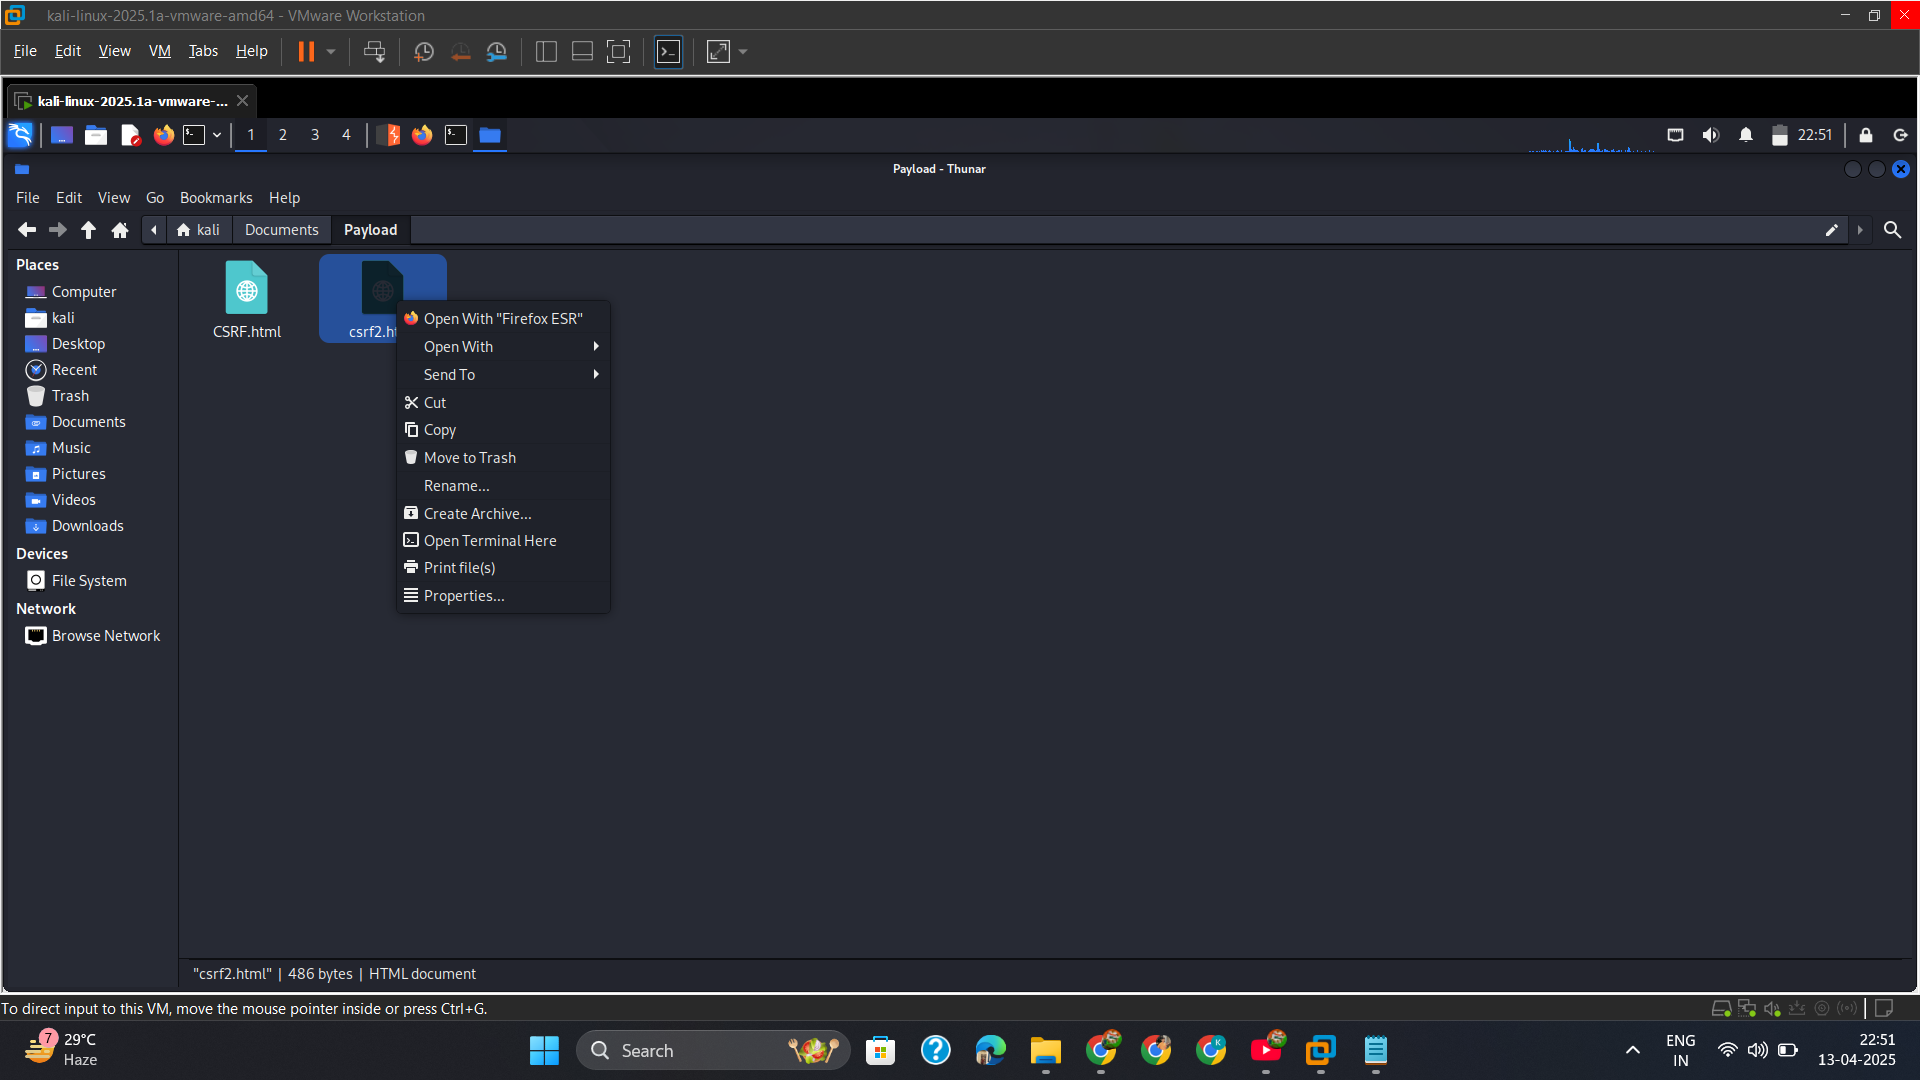 kali-linux-2025.1a-vmware-amd64 - VMware Workstation
File Edit View VM Tabs Help
kali-linux-2025.1a-vmware-...
1 2 3 4
22:51
Payload - Thunar
File Edit View Go Bookmarks Help
kali Documents Payload
Places
Computer
kali
Desktop
Recent
Trash
Documents
Music
Pictures
Videos
Downloads
Devices
File System
Network
Browse Network
CSRF.html
csrf2.ht
Open With "Firefox ESR"
Open With
Send To
Cut
Copy
Move to Trash
Rename...
Create Archive...
Open Terminal Here
Print file(s)
Properties...
"csrf2.html" | 486 bytes | HTML document
To direct input to this VM, move the mouse pointer inside or press Ctrl+G.
7
29°C
Haze
Search
K
ENG
IN
22:51
13-04-2025